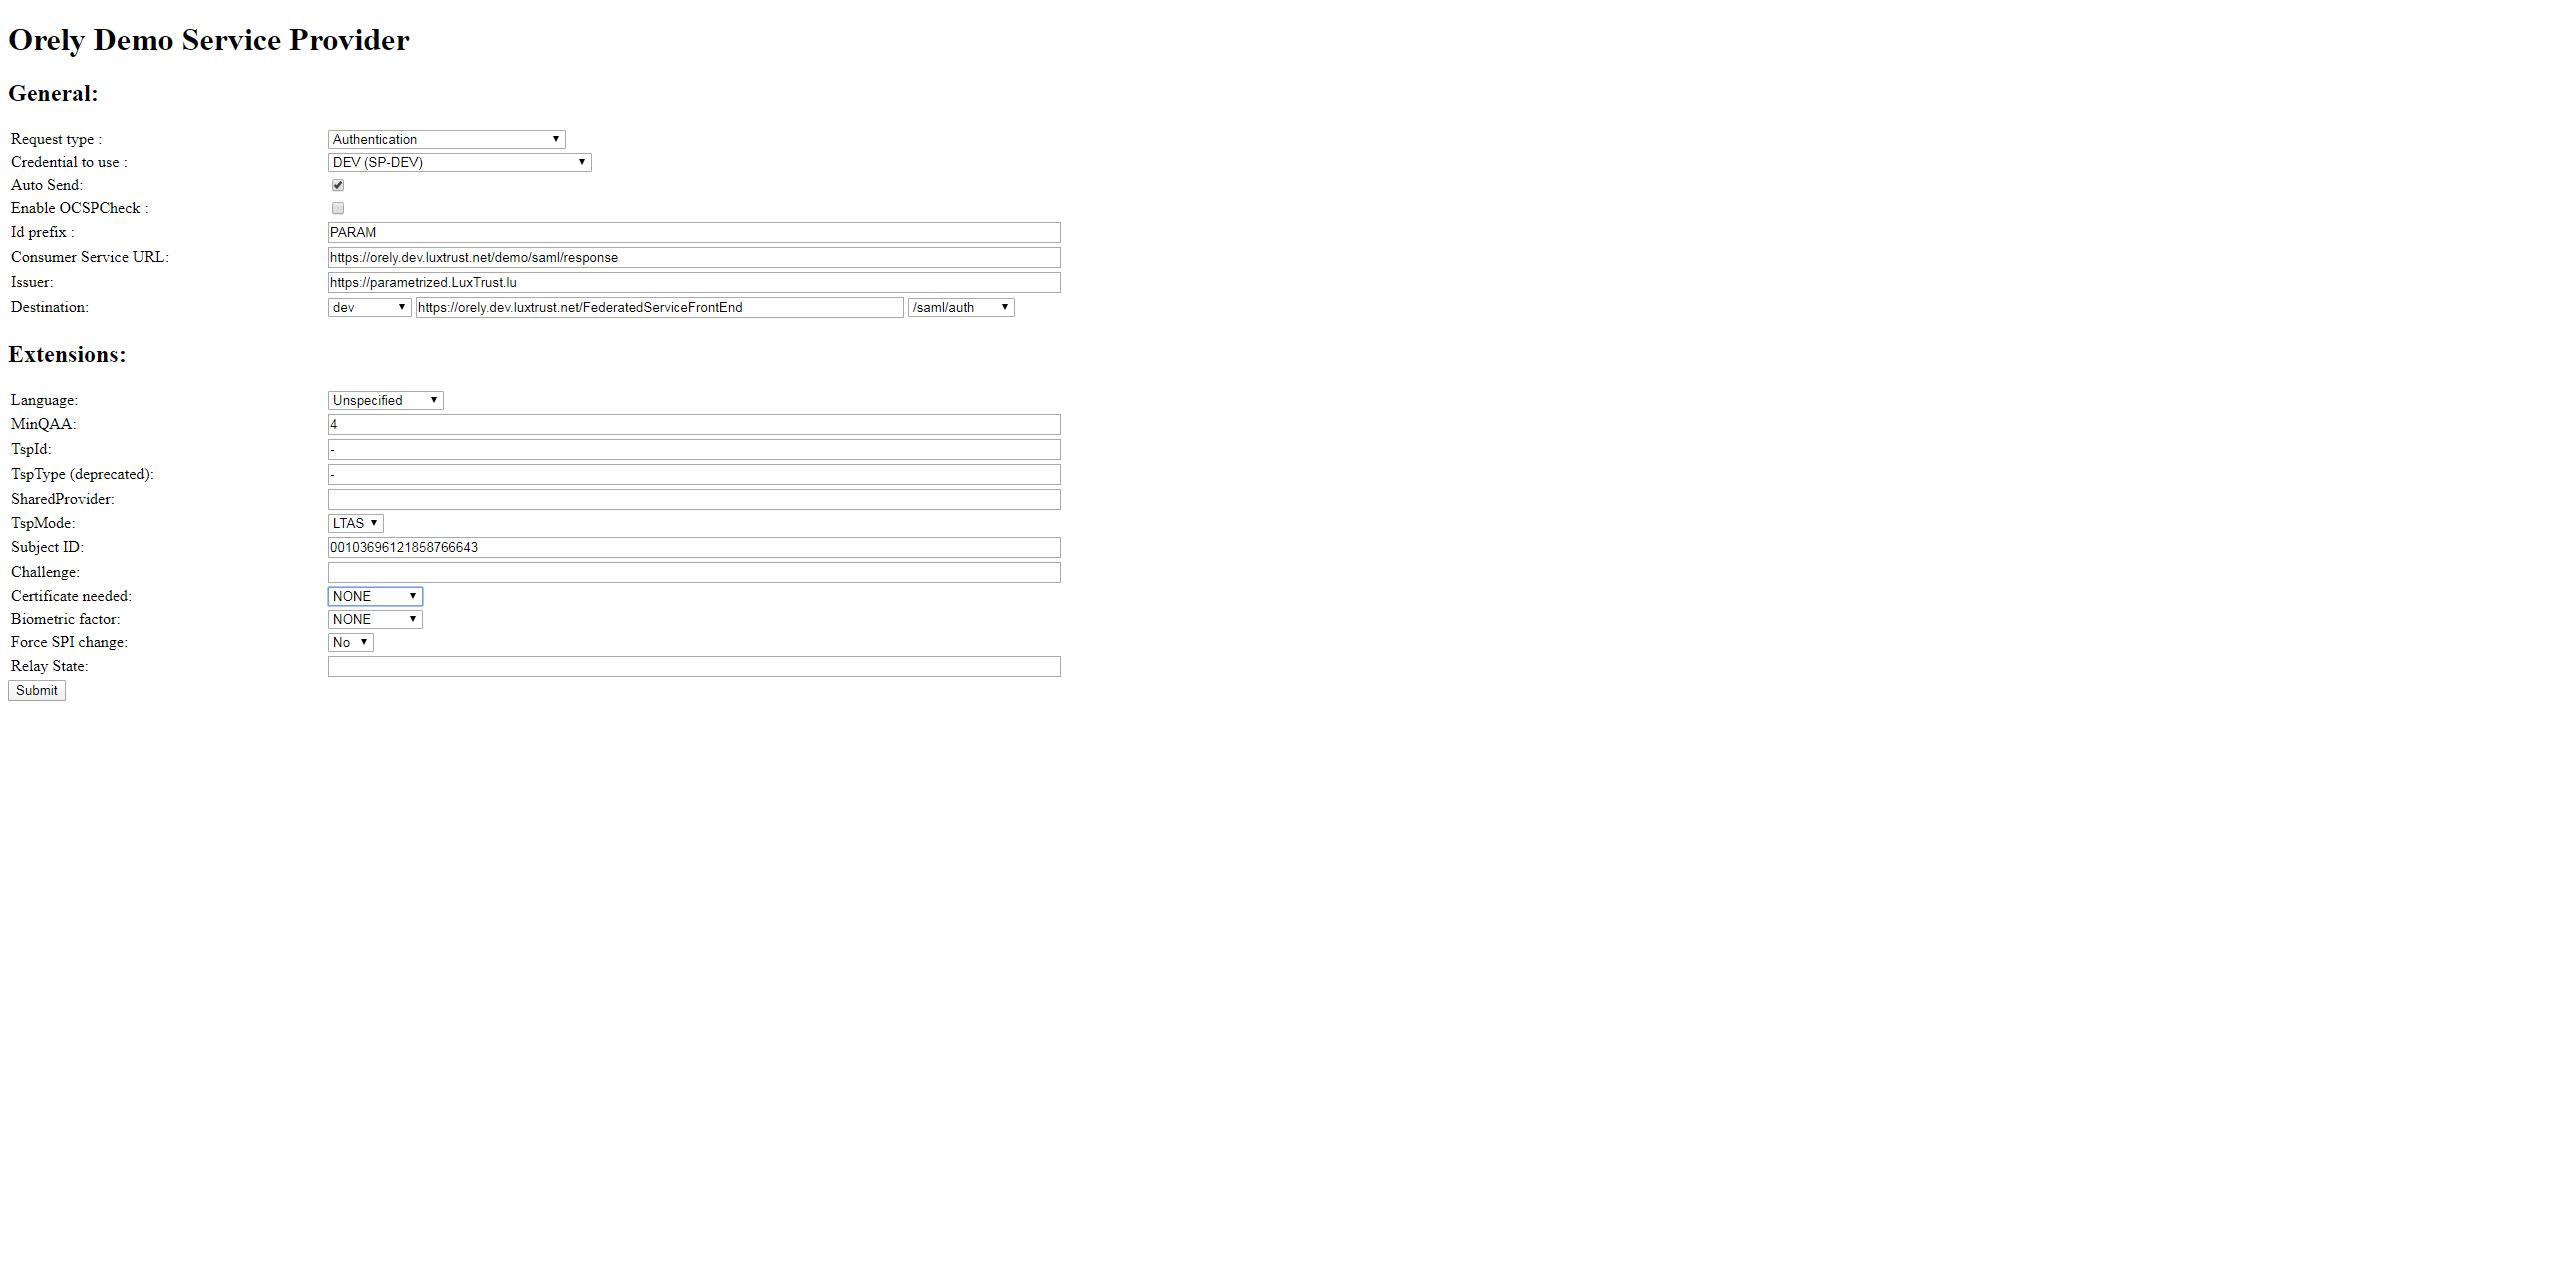 Orely Demo Service Provider
General:
Request type : Authentication
Credential to use : DEV (SP-DEV)
Auto Send:
Enable OCSPCheck :
Id prefix : PARAM
Consumer Service URL: https://orely.dev.luxtrust.net/demo/saml/response
Issuer: https://parametrized.LuxTrust.lu
Destination: dev https://orely.dev.luxtrust.net/FederatedServiceFrontEnd /saml/auth
Extensions:
Language: Unspecified
MinQAA: 4
TspId: -
TspType (deprecated): -
SharedProvider:
TspMode: LTAS
Subject ID: 00103696121858766643
Challenge:
Certificate needed: NONE
Biometric factor: NONE
Force SPI change: No
Relay State:
Submit